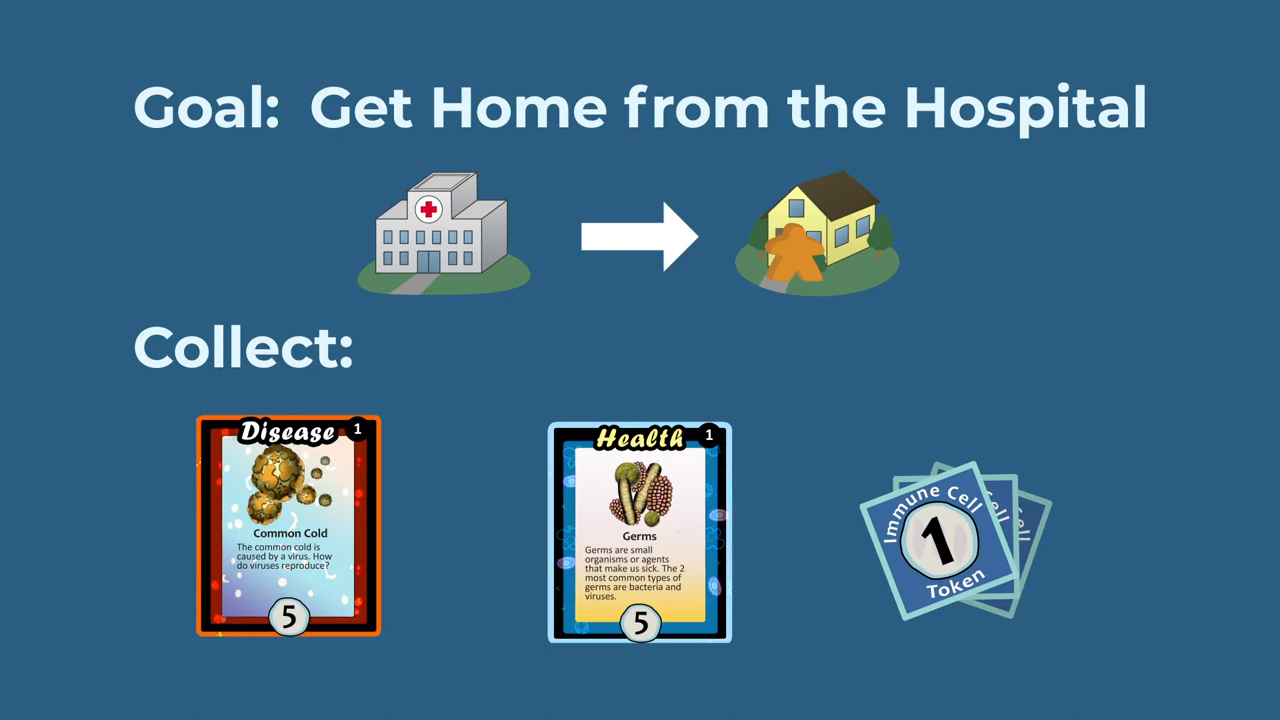 Goal: Get Home from the Hospital
Collect:
Disease
1
Common Cold
The common cold is
caused by a virus. How
do viruses reproduce?
5
Health
1
Germs
Germs are small
organisms or agents
that make us sick. The 2
most common types of
germs are bacteria and
viruses.
5
Immune Cell
1
Token
Cell
Cell